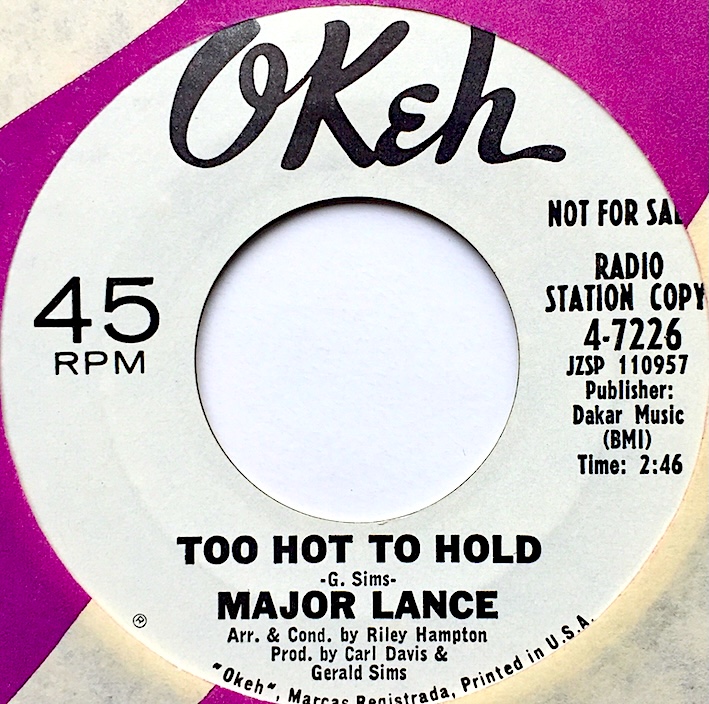 OKeh
NOT FOR SAL
RADIO
STATION COPY
45
RPM
4-7226
JZSP 110957
Publisher:
Dakar Music
(BMI)
Time: 2:46
TOO HOT TO HOLD
-G. Sims-
MAJOR LANCE
Arr. & Cond. by Riley Hampton
Prod. by Carl Davis &
Gerald Sims
®
"Okeh", Marcas Registrada, Printed in U.S.A.